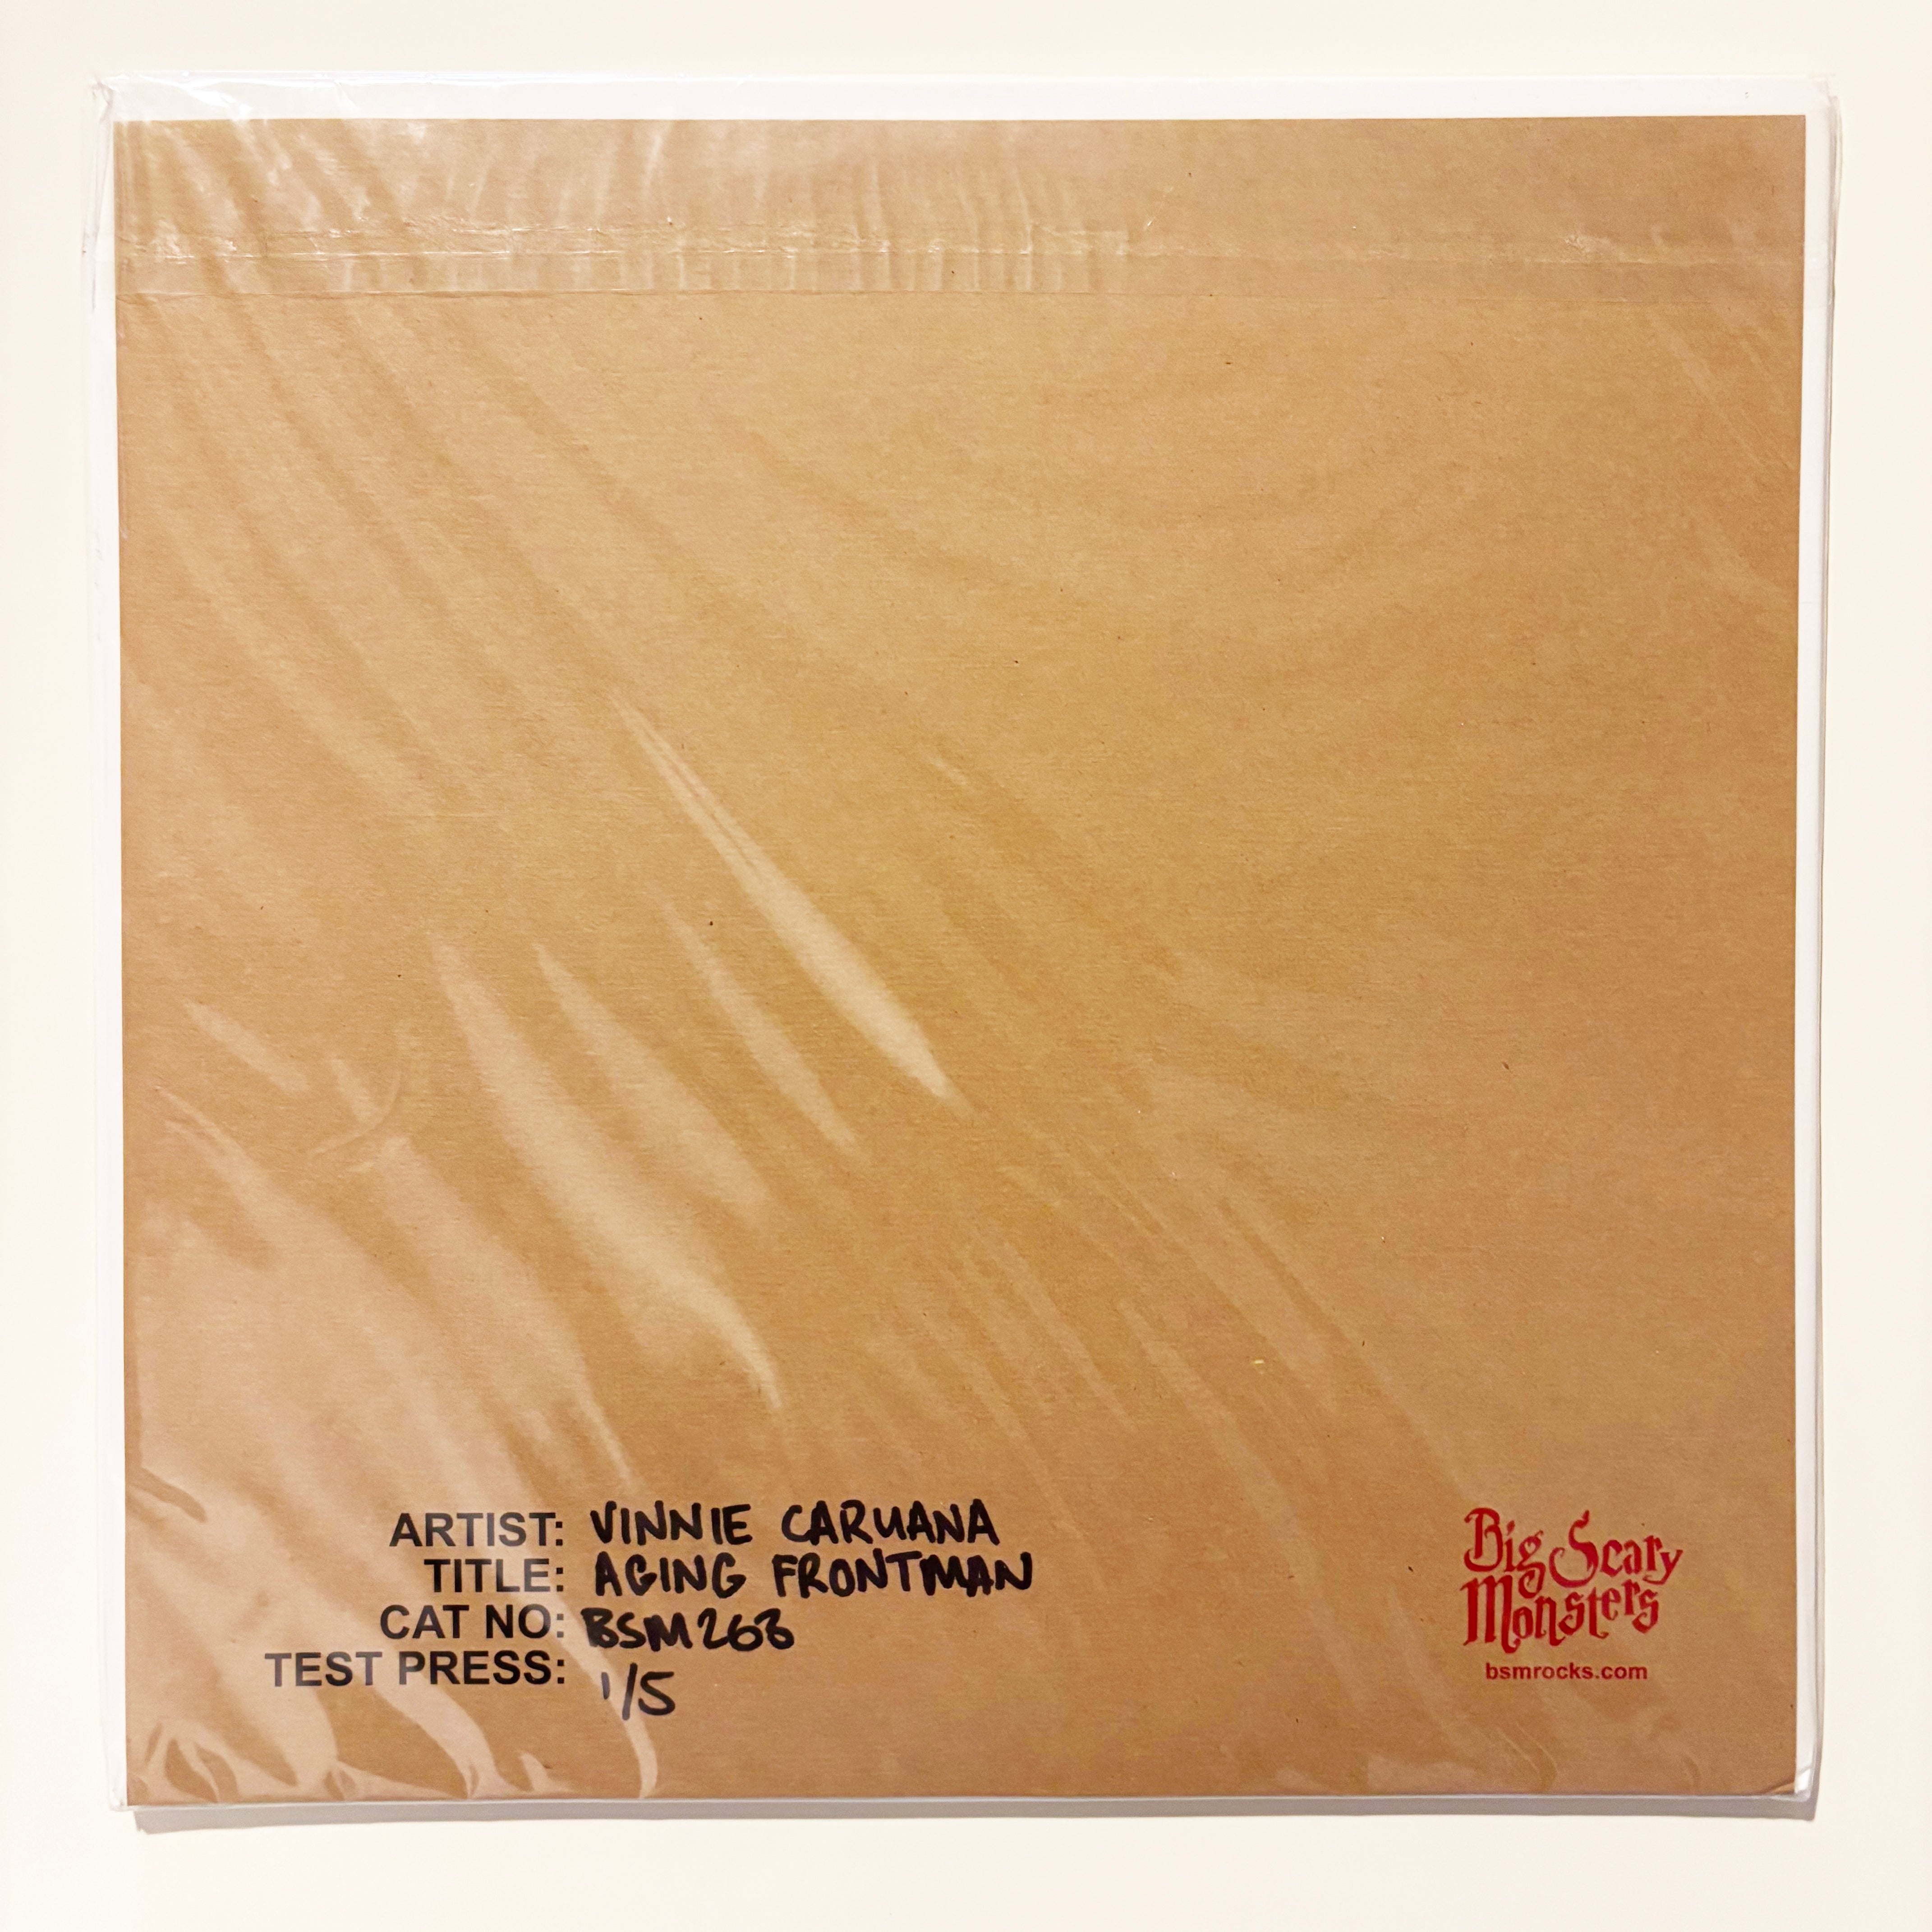 ARTIST: VINNIE CARUANA
TITLE: AGING FRONTMAN
CAT NO: BSM263
TEST PRESS: 1/5
Big Scary
Monsters
bsmrocks.com